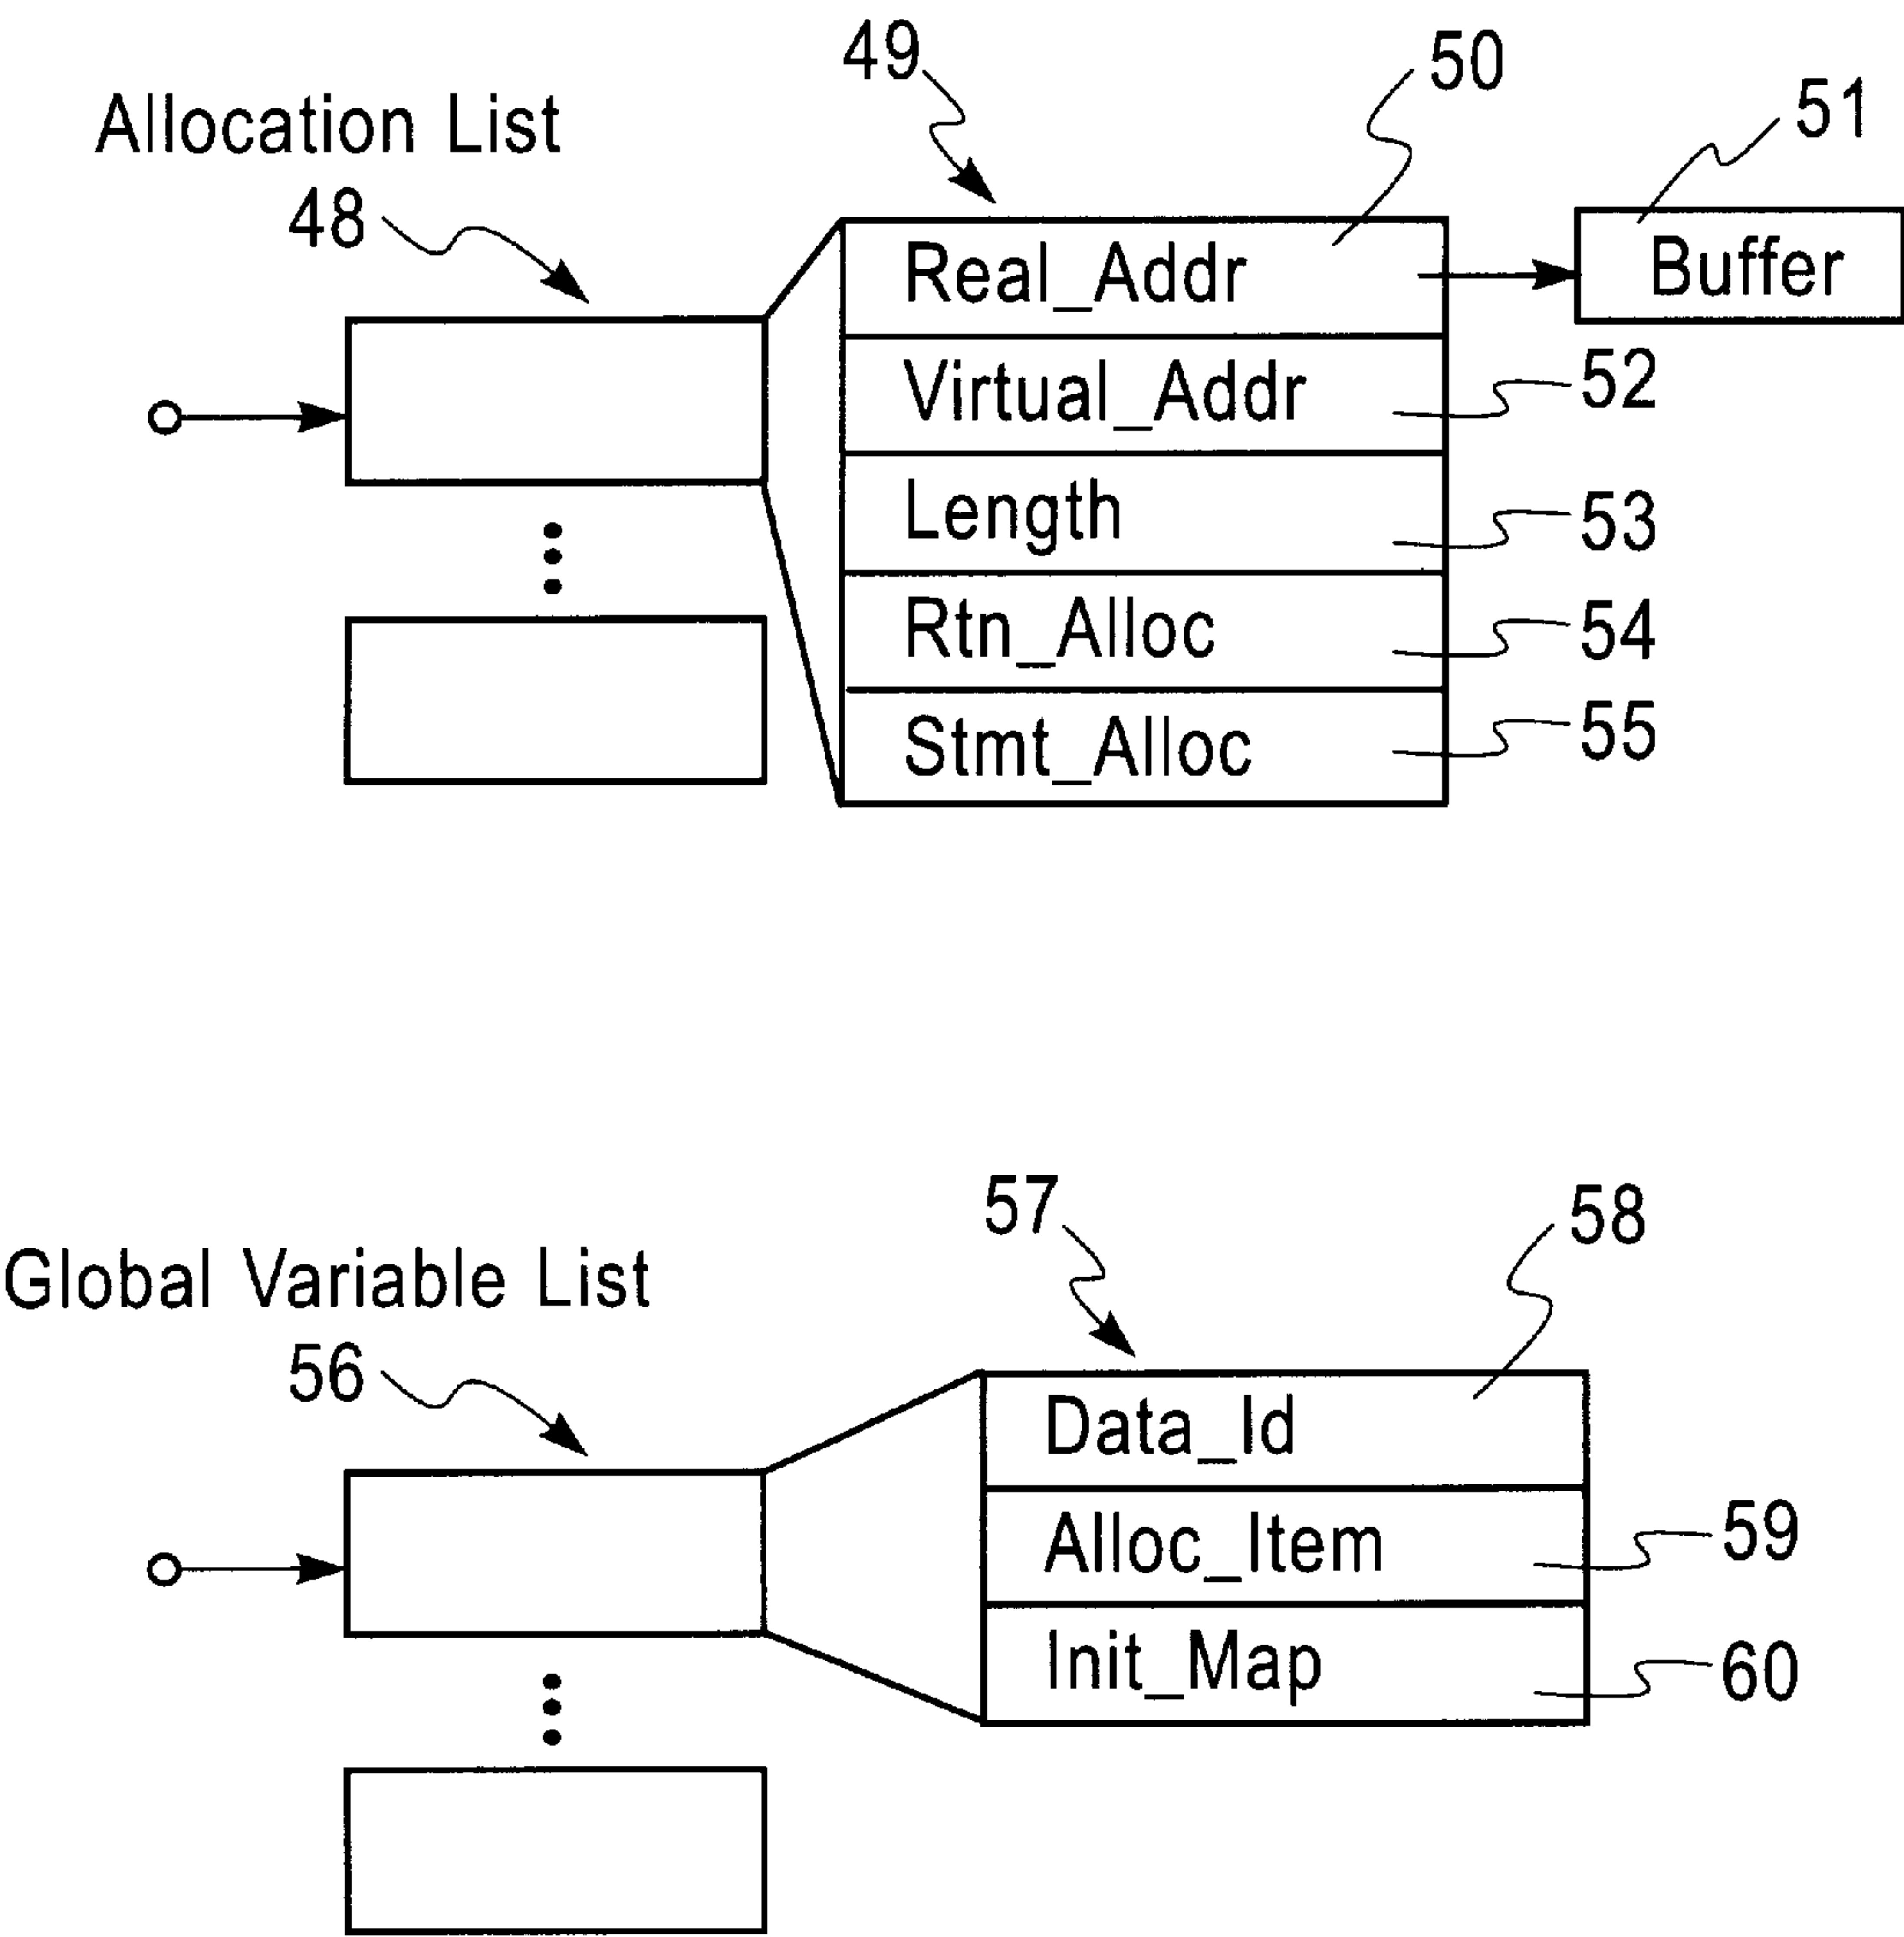 49
50
51
Allocation List
48
Real_Addr
Buffer
Virtual_Addr
52
Length
53
Rtn_Alloc
54
Stmt_Alloc
55
57
58
Global Variable List
56
Data_Id
Alloc_Item
59
Init_Map
60